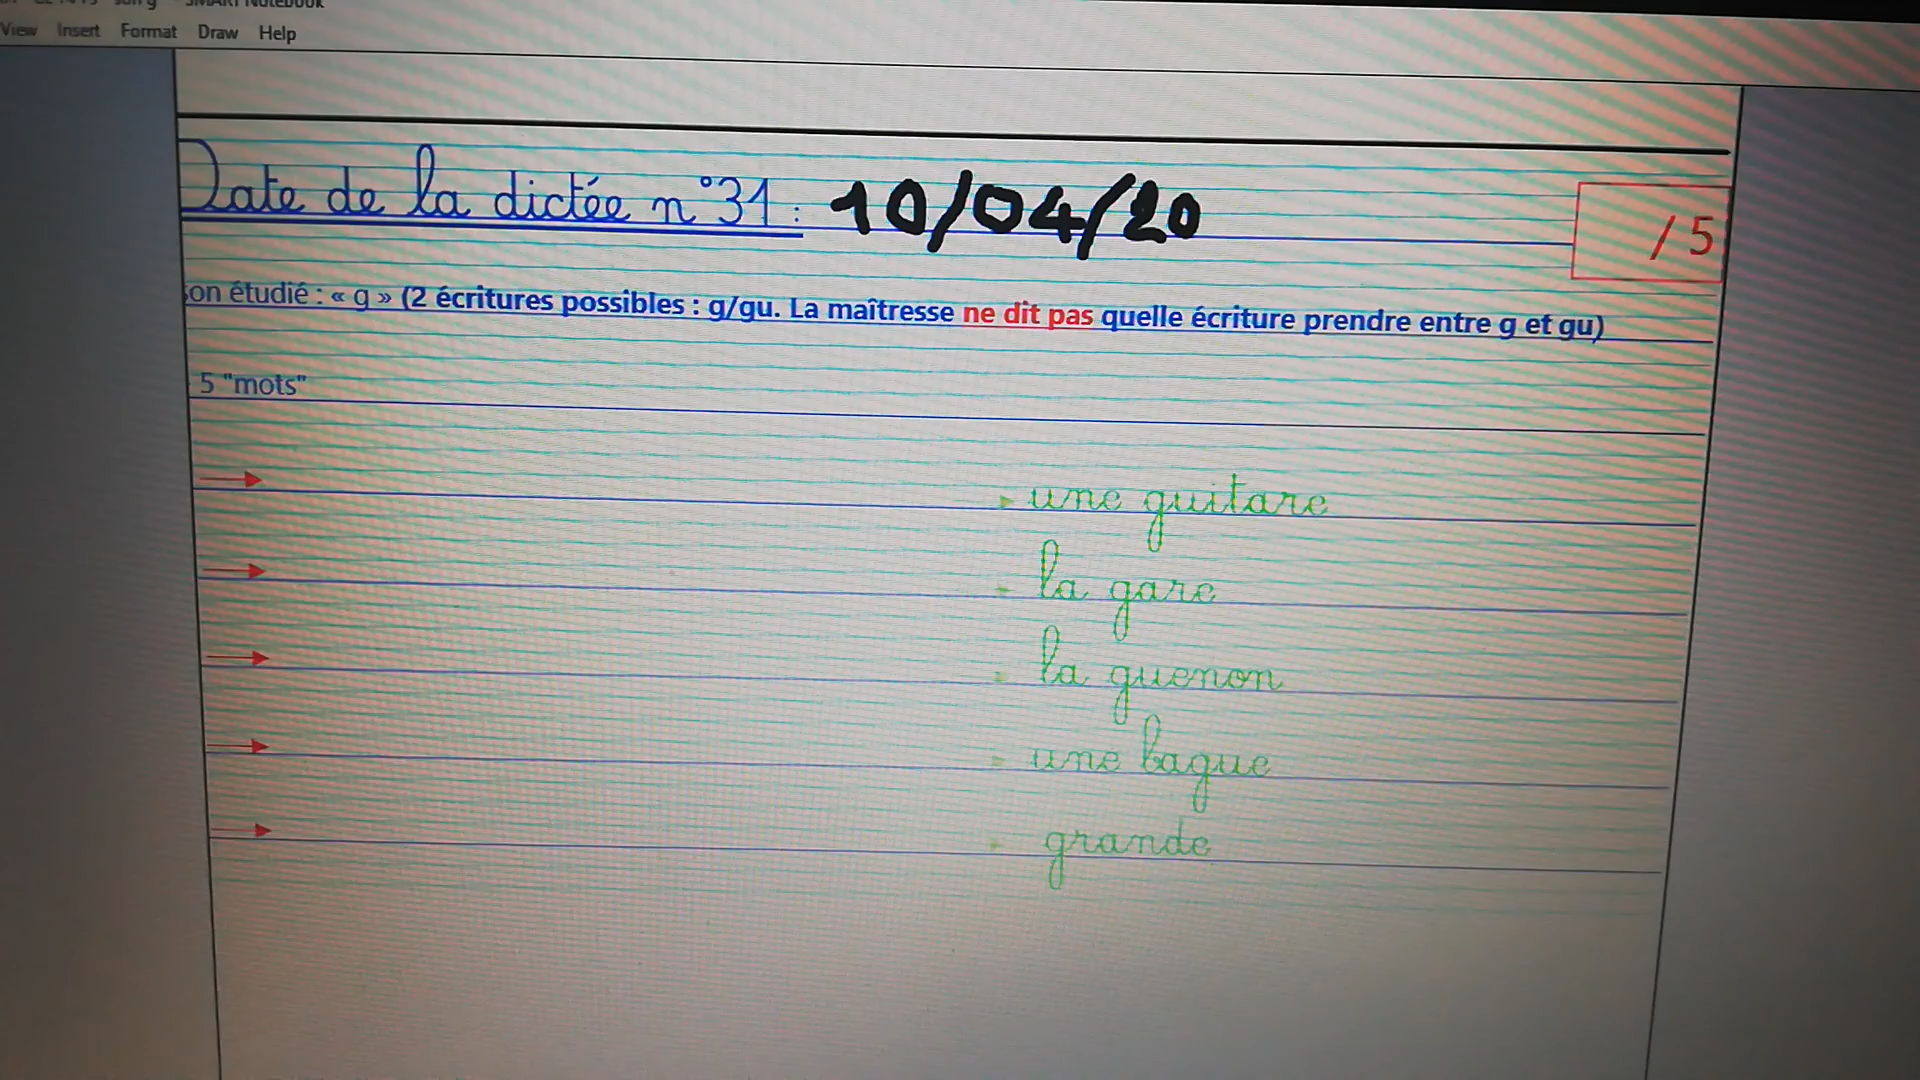 View Insert Format Draw Help
Date de la dictée n°31 : 10/04/20
/5
on étudié : « g » (2 écritures possibles : g/gu. La maîtresse ne dit pas quelle écriture prendre entre g et gu)
5 "mots"
- une guitare
- la gare
- la guenon
- une bague
- grande